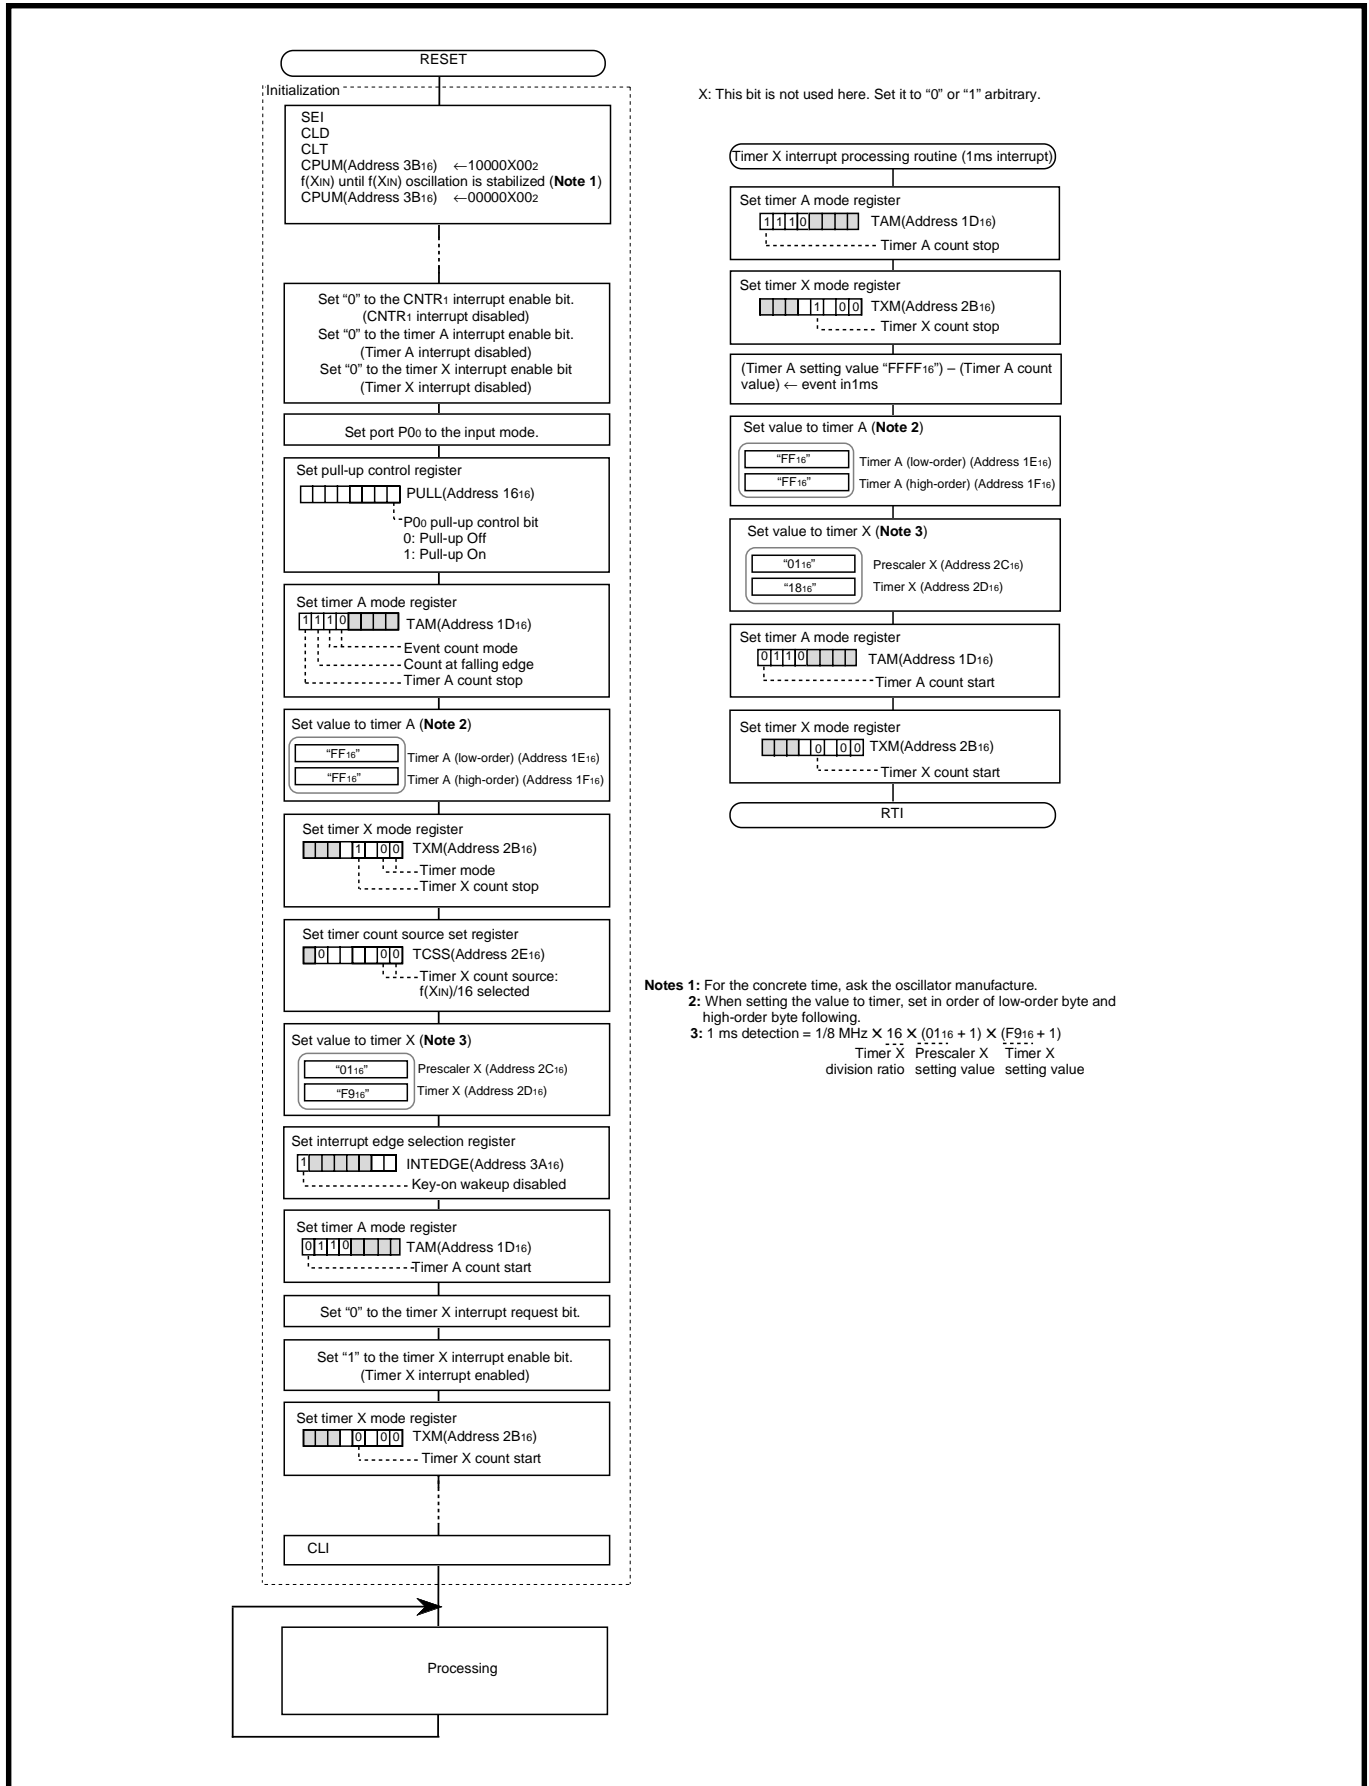 RESET
Initialization
SEI
CLD
CLT
CPUM(Address 3B16) ←10000X002
f(XIN) until f(XIN) oscillation is stabilized (Note 1)
CPUM(Address 3B16) ←00000X002
Set “0” to the CNTR1 interrupt enable bit.
(CNTR1 interrupt disabled)
Set “0” to the timer A interrupt enable bit.
(Timer A interrupt disabled)
Set “0” to the timer X interrupt enable bit
(Timer X interrupt disabled)
Set port P00 to the input mode.
Set pull-up control register
PULL(Address 1616)
P00 pull-up control bit
0: Pull-up Off
1: Pull-up On
Set timer A mode register
1 1 1 0 TAM(Address 1D16)
Event count mode
Count at falling edge
Timer A count stop
Set value to timer A (Note 2)
“FF16” Timer A (low-order) (Address 1E16)
“FF16” Timer A (high-order) (Address 1F16)
Set timer X mode register
1 0 0 TXM(Address 2B16)
Timer mode
Timer X count stop
Set timer count source set register
0 0 0 TCSS(Address 2E16)
Timer X count source:
f(XIN)/16 selected
Set value to timer X (Note 3)
“0116” Prescaler X (Address 2C16)
“F916” Timer X (Address 2D16)
Set interrupt edge selection register
1 INTEDGE(Address 3A16)
Key-on wakeup disabled
Set timer A mode register
0 1 1 0 TAM(Address 1D16)
Timer A count start
Set “0” to the timer X interrupt request bit.
Set “1” to the timer X interrupt enable bit.
(Timer X interrupt enabled)
Set timer X mode register
0 0 0 TXM(Address 2B16)
Timer X count start
CLI
Processing
X: This bit is not used here. Set it to “0” or “1” arbitrary.
Timer X interrupt processing routine (1ms interrupt)
Set timer A mode register
1 1 1 0 TAM(Address 1D16)
Timer A count stop
Set timer X mode register
1 0 0 TXM(Address 2B16)
Timer X count stop
(Timer A setting value “FFFF16”) – (Timer A count
value) ← event in1ms
Set value to timer A (Note 2)
“FF16” Timer A (low-order) (Address 1E16)
“FF16” Timer A (high-order) (Address 1F16)
Set value to timer X (Note 3)
“0116” Prescaler X (Address 2C16)
“1816” Timer X (Address 2D16)
Set timer A mode register
0 1 1 0 TAM(Address 1D16)
Timer A count start
Set timer X mode register
0 0 0 TXM(Address 2B16)
Timer X count start
RTI
Notes 1: For the concrete time, ask the oscillator manufacture.
2: When setting the value to timer, set in order of low-order byte and
high-order byte following.
3: 1 ms detection = 1/8 MHz ✕ 16 ✕ (0116 + 1) ✕ (F916 + 1)
Timer X Prescaler X Timer X
division ratio setting value setting value